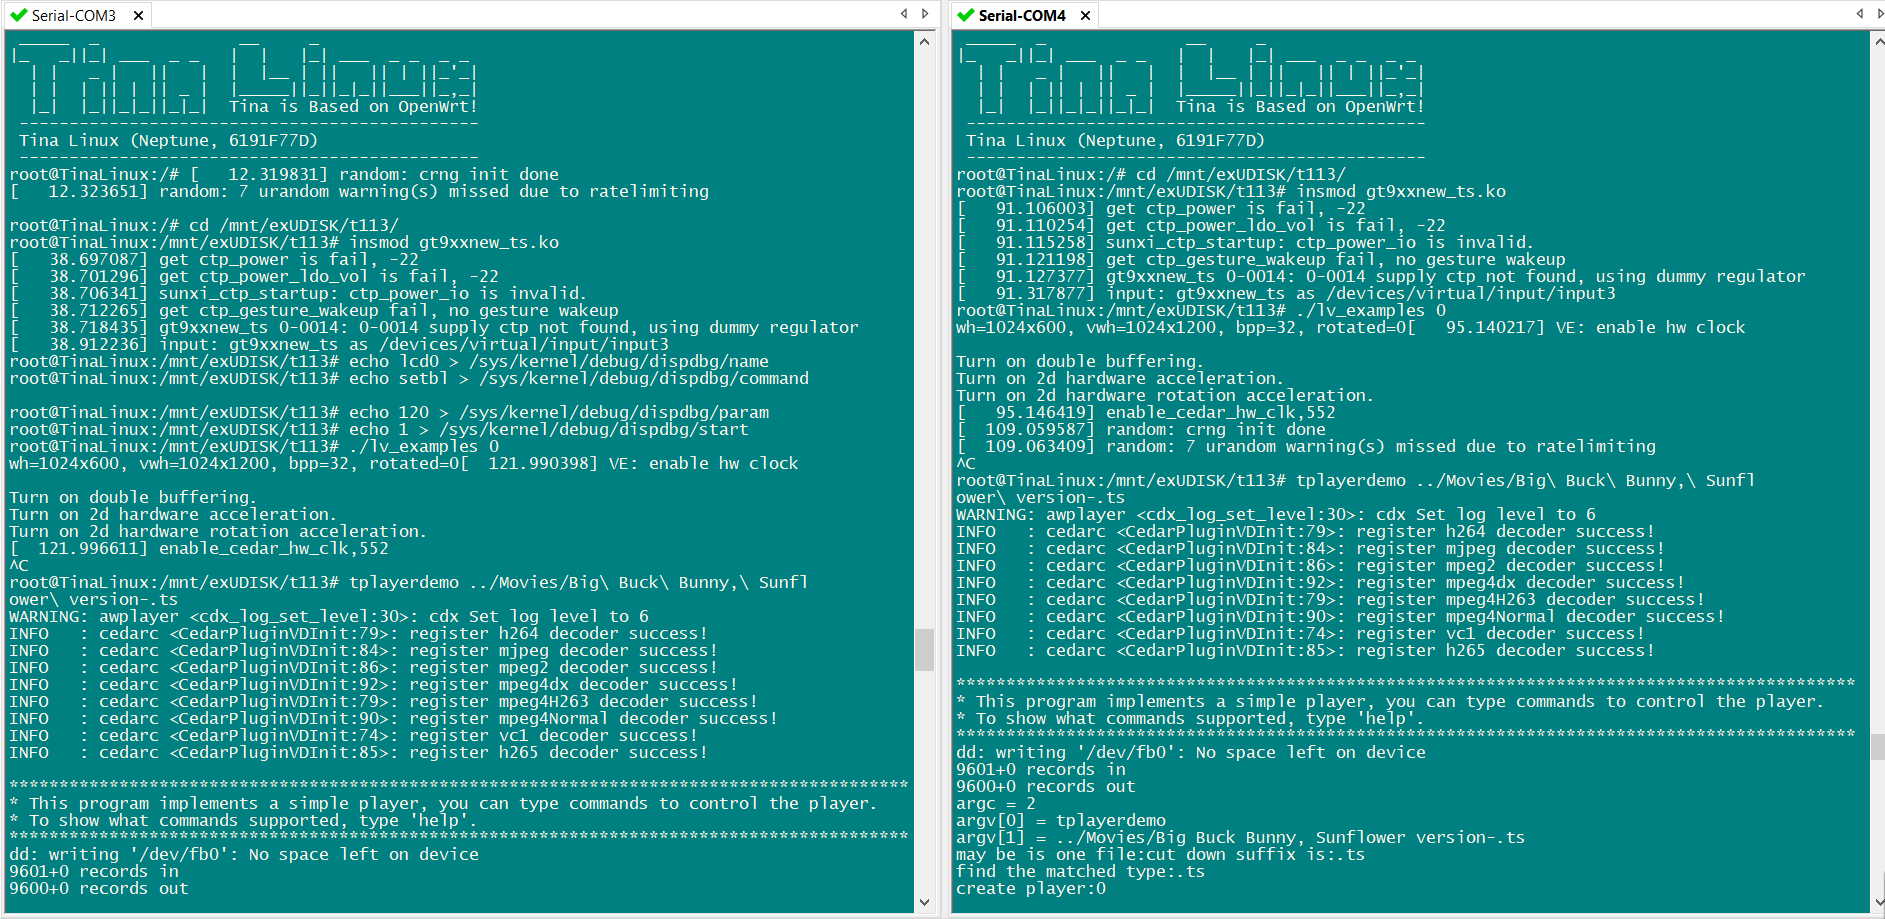 Serial-COM3
Tina is Based on OpenWrt!
Tina Linux (Neptune, 6191F77D)
root@TinaLinux:/# [   12.319831] random: crng init done
[   12.323651] random: 7 urandom warning(s) missed due to ratelimiting
root@TinaLinux:/# cd /mnt/exUDISK/t113/
root@TinaLinux:/mnt/exUDISK/t113# insmod gt9xxnew_ts.ko
[   38.697087] get ctp_power is fail, -22
[   38.701296] get ctp_power_ldo_vol is fail, -22
[   38.706341] sunxi_ctp_startup: ctp_power_io is invalid.
[   38.712265] get ctp_gesture_wakeup fail, no gesture wakeup
[   38.718435] gt9xxnew_ts 0-0014: 0-0014 supply ctp not found, using dummy regulator
[   38.912236] input: gt9xxnew_ts as /devices/virtual/input/input3
root@TinaLinux:/mnt/exUDISK/t113# echo lcd0 > /sys/kernel/debug/dispdbg/name
root@TinaLinux:/mnt/exUDISK/t113# echo setbl > /sys/kernel/debug/dispdbg/command
root@TinaLinux:/mnt/exUDISK/t113# echo 120 > /sys/kernel/debug/dispdbg/param
root@TinaLinux:/mnt/exUDISK/t113# echo 1 > /sys/kernel/debug/dispdbg/start
root@TinaLinux:/mnt/exUDISK/t113# ./lv_examples 0
wh=1024x600, vwh=1024x1200, bpp=32, rotated=0[  121.990398] VE: enable hw clock
Turn on double buffering.
Turn on 2d hardware acceleration.
Turn on 2d hardware rotation acceleration.
[  121.996611] enable_cedar_hw_clk,552
^C
root@TinaLinux:/mnt/exUDISK/t113# tplayerdemo ../Movies/Big\ Buck\ Bunny,\ Sunfl
ower\ version-.ts
WARNING: awplayer <cdx_log_set_level:30>: cdx Set log level to 6
INFO   : cedarc <CedarPluginVDInit:79>: register h264 decoder success!
INFO   : cedarc <CedarPluginVDInit:84>: register mjpeg decoder success!
INFO   : cedarc <CedarPluginVDInit:86>: register mpeg2 decoder success!
INFO   : cedarc <CedarPluginVDInit:92>: register mpeg4dx decoder success!
INFO   : cedarc <CedarPluginVDInit:79>: register mpeg4H263 decoder success!
INFO   : cedarc <CedarPluginVDInit:90>: register mpeg4Normal decoder success!
INFO   : cedarc <CedarPluginVDInit:74>: register vc1 decoder success!
INFO   : cedarc <CedarPluginVDInit:85>: register h265 decoder success!
******************************************************************************************
* This program implements a simple player, you can type commands to control the player.
* To show what commands supported, type 'help'.
******************************************************************************************
dd: writing '/dev/fb0': No space left on device
9601+0 records in
9600+0 records out
Serial-COM4
Tina is Based on OpenWrt!
Tina Linux (Neptune, 6191F77D)
root@TinaLinux:/# cd /mnt/exUDISK/t113/
root@TinaLinux:/mnt/exUDISK/t113# insmod gt9xxnew_ts.ko
[   91.106003] get ctp_power is fail, -22
[   91.110254] get ctp_power_ldo_vol is fail, -22
[   91.115258] sunxi_ctp_startup: ctp_power_io is invalid.
[   91.121198] get ctp_gesture_wakeup fail, no gesture wakeup
[   91.127377] gt9xxnew_ts 0-0014: 0-0014 supply ctp not found, using dummy regulator
[   91.317877] input: gt9xxnew_ts as /devices/virtual/input/input3
root@TinaLinux:/mnt/exUDISK/t113# ./lv_examples 0
wh=1024x600, vwh=1024x1200, bpp=32, rotated=0[   95.140217] VE: enable hw clock
Turn on double buffering.
Turn on 2d hardware acceleration.
Turn on 2d hardware rotation acceleration.
[   95.146419] enable_cedar_hw_clk,552
[  109.059587] random: crng init done
[  109.063409] random: 7 urandom warning(s) missed due to ratelimiting
^C
root@TinaLinux:/mnt/exUDISK/t113# tplayerdemo ../Movies/Big\ Buck\ Bunny,\ Sunfl
ower\ version-.ts
WARNING: awplayer <cdx_log_set_level:30>: cdx Set log level to 6
INFO   : cedarc <CedarPluginVDInit:79>: register h264 decoder success!
INFO   : cedarc <CedarPluginVDInit:84>: register mjpeg decoder success!
INFO   : cedarc <CedarPluginVDInit:86>: register mpeg2 decoder success!
INFO   : cedarc <CedarPluginVDInit:92>: register mpeg4dx decoder success!
INFO   : cedarc <CedarPluginVDInit:79>: register mpeg4H263 decoder success!
INFO   : cedarc <CedarPluginVDInit:90>: register mpeg4Normal decoder success!
INFO   : cedarc <CedarPluginVDInit:74>: register vc1 decoder success!
INFO   : cedarc <CedarPluginVDInit:85>: register h265 decoder success!
******************************************************************************************
* This program implements a simple player, you can type commands to control the player.
* To show what commands supported, type 'help'.
******************************************************************************************
dd: writing '/dev/fb0': No space left on device
9601+0 records in
9600+0 records out
argc = 2
argv[0] = tplayerdemo
argv[1] = ../Movies/Big Buck Bunny, Sunflower version-.ts
may be is one file:cut down suffix is:.ts
find the matched type:.ts
create player:0